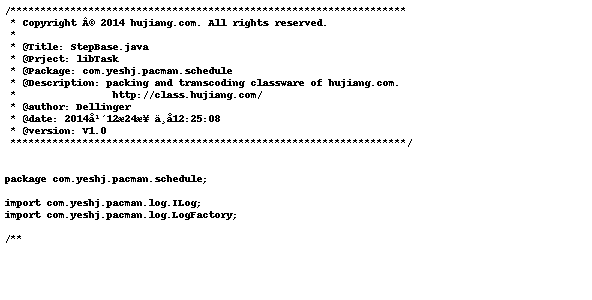 /******************************************************************
* Copyright Â© 2014 hujiang.com. All rights reserved.
*
* @Title: StepBase.java
* @Prject: libTask
* @Package: com.yeshj.pacman.schedule
* @Description: packing and transcoding classware of hujiang.com.
* http://class.hujiang.com/
* @author: Dellinger
* @date: 2014å¹´12æ24æ¥ ä¸å12:25:08
* @version: V1.0
******************************************************************/
package com.yeshj.pacman.schedule;
import com.yeshj.pacman.log.ILog;
import com.yeshj.pacman.log.LogFactory;
/**